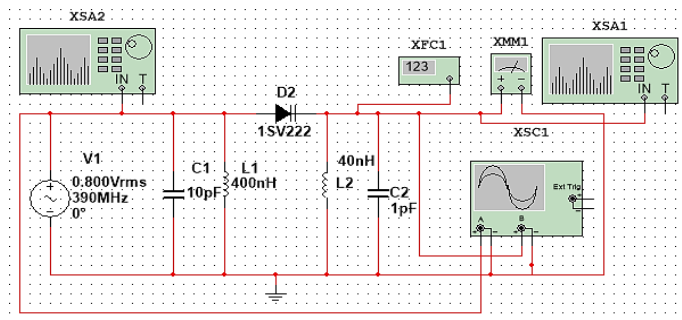 XSA2
IN T
XFC1
123
XMM1
XSA1
IN T
D2
1SV222
XSC1
Ext Trig
A
B
V1
0.800Vrms
390MHz
0°
C1
10pF
L1
400nH
40nH
L2
C2
1pF